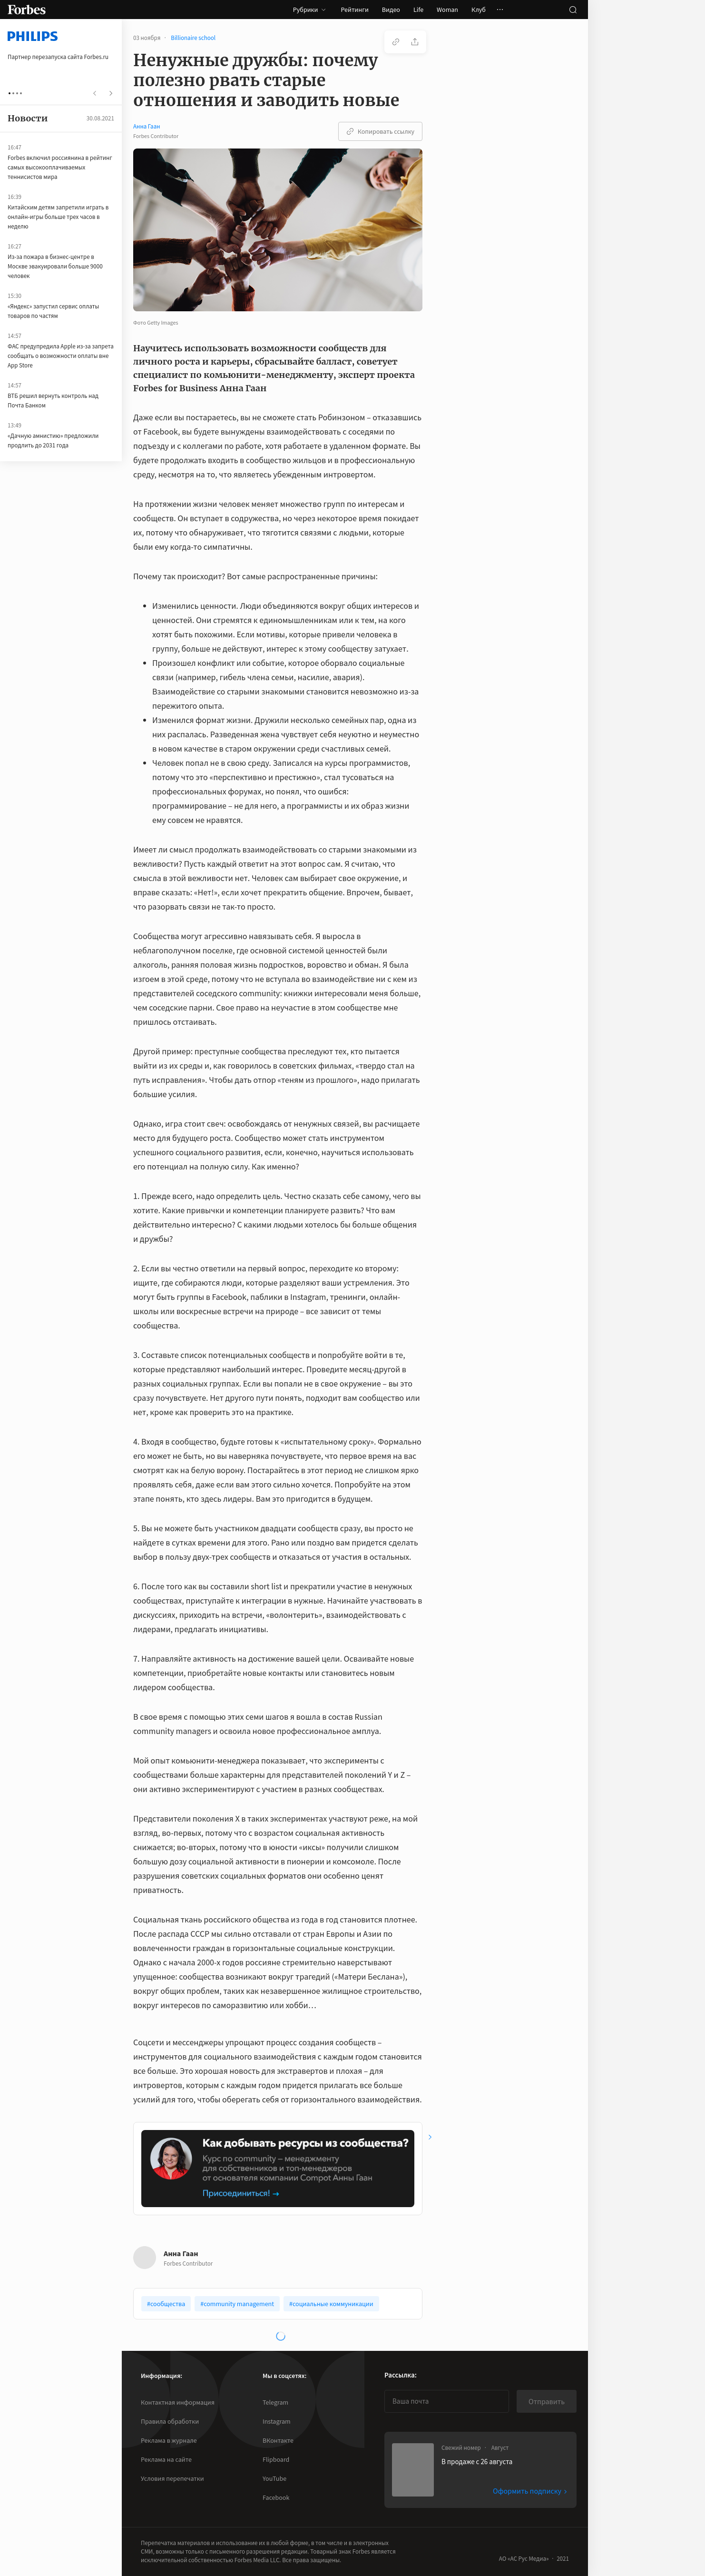 Forbes
Рубрики
Рейтинги
Видео
Life
Woman
Клуб
PHILIPS
Партнер перезапуска сайта Forbes.ru
Новости
30.08.2021
16:47
Forbes включил россиянина в рейтинг
самых высокооплачиваемых
теннисистов мира
16:39
Китайским детям запретили играть в
онлайн-игры больше трех часов в
неделю
16:27
Из-за пожара в бизнес-центре в
Москве эвакуировали больше 9000
человек
15:30
«Яндекс» запустил сервис оплаты
товаров по частям
14:57
ФАС предупредила Apple из-за запрета
сообщать о возможности оплаты вне
App Store
14:57
ВТБ решил вернуть контроль над
Почта Банком
13:49
«Дачную амнистию» предложили
продлить до 2031 года
03 ноября · Billionaire school
Ненужные дружбы: почему
полезно рвать старые
отношения и заводить новые
Анна Гаан
Forbes Contributor
Копировать ссылку
Фото Getty Images
Научитесь использовать возможности сообществ для
личного роста и карьеры, сбрасывайте балласт, советует
специалист по комьюнити-менеджменту, эксперт проекта
Forbes for Business Анна Гаан
Даже если вы постараетесь, вы не сможете стать Робинзоном – отказавшись
от Facebook, вы будете вынуждены взаимодействовать с соседями по
подъезду и с коллегами по работе, хотя работаете в удаленном формате. Вы
будете продолжать входить в сообщество жильцов и в профессиональную
среду, несмотря на то, что являетесь убежденным интровертом.
На протяжении жизни человек меняет множество групп по интересам и
сообществ. Он вступает в содружества, но через некоторое время покидает
их, потому что обнаруживает, что тяготится связями с людьми, которые
были ему когда-то симпатичны.
Почему так происходит? Вот самые распространенные причины:
• Изменились ценности. Люди объединяются вокруг общих интересов и
ценностей. Они стремятся к единомышленникам или к тем, на кого
хотят быть похожими. Если мотивы, которые привели человека в
группу, больше не действуют, интерес к этому сообществу затухает.
• Произошел конфликт или событие, которое оборвало социальные
связи (например, гибель члена семьи, насилие, авария).
Взаимодействие со старыми знакомыми становится невозможно из-за
пережитого опыта.
• Изменился формат жизни. Дружили несколько семейных пар, одна из
них распалась. Разведенная жена чувствует себя неуютно и неуместно
в новом качестве в старом окружении среди счастливых семей.
• Человек попал не в свою среду. Записался на курсы программистов,
потому что это «перспективно и престижно», стал тусоваться на
профессиональных форумах, но понял, что ошибся:
программирование – не для него, а программисты и их образ жизни
ему совсем не нравятся.
Имеет ли смысл продолжать взаимодействовать со старыми знакомыми из
вежливости? Пусть каждый ответит на этот вопрос сам. Я считаю, что
смысла в этой вежливости нет. Человек сам выбирает свое окружение, и
вправе сказать: «Нет!», если хочет прекратить общение. Впрочем, бывает,
что разорвать связи не так-то просто.
Сообщества могут агрессивно навязывать себя. Я выросла в
неблагополучном поселке, где основной системой ценностей были
алкоголь, ранняя половая жизнь подростков, воровство и обман. Я была
изгоем в этой среде, потому что не вступала во взаимодействие ни с кем из
представителей соседского community: книжки интересовали меня больше,
чем соседские парни. Свое право на неучастие в этом сообществе мне
пришлось отстаивать.
Другой пример: преступные сообщества преследуют тех, кто пытается
выйти из их среды и, как говорилось в советских фильмах, «твердо стал на
путь исправления». Чтобы дать отпор «теням из прошлого», надо прилагать
большие усилия.
Однако, игра стоит свеч: освобождаясь от ненужных связей, вы расчищаете
место для будущего роста. Сообщество может стать инструментом
успешного социального развития, если, конечно, научиться использовать
его потенциал на полную силу. Как именно?
1. Прежде всего, надо определить цель. Честно сказать себе самому, чего вы
хотите. Какие привычки и компетенции планируете развить? Что вам
действительно интересно? С какими людьми хотелось бы больше общения
и дружбы?
2. Если вы честно ответили на первый вопрос, переходите ко второму:
ищите, где собираются люди, которые разделяют ваши устремления. Это
могут быть группы в Facebook, паблики в Instagram, тренинги, онлайн-
школы или воскресные встречи на природе – все зависит от темы
сообщества.
3. Составьте список потенциальных сообществ и попробуйте войти в те,
которые представляют наибольший интерес. Проведите месяц-другой в
разных социальных группах. Если вы попали не в свое окружение – вы это
сразу почувствуете. Нет другого пути понять, подходит вам сообщество или
нет, кроме как проверить это на практике.
4. Входя в сообщество, будьте готовы к «испытательному сроку». Формально
его может не быть, но вы наверняка почувствуете, что первое время на вас
смотрят как на белую ворону. Постарайтесь в этот период не слишком ярко
проявлять себя, даже если вам этого сильно хочется. Попробуйте на этом
этапе понять, кто здесь лидеры. Вам это пригодится в будущем.
5. Вы не можете быть участником двадцати сообществ сразу, вы просто не
найдете в сутках времени для этого. Рано или поздно вам придется сделать
выбор в пользу двух-трех сообществ и отказаться от участия в остальных.
6. После того как вы составили short list и прекратили участие в ненужных
сообществах, приступайте к интеграции в нужные. Начинайте участвовать в
дискуссиях, приходить на встречи, «волонтерить», взаимодействовать с
лидерами, предлагать инициативы.
7. Направляйте активность на достижение вашей цели. Осваивайте новые
компетенции, приобретайте новые контакты или становитесь новым
лидером сообщества.
В свое время с помощью этих семи шагов я вошла в состав Russian
community managers и освоила новое профессиональное амплуа.
Мой опыт комьюнити-менеджера показывает, что эксперименты с
сообществами больше характерны для представителей поколений Y и Z –
они активно экспериментируют с участием в разных сообществах.
Представители поколения X в таких экспериментах участвуют реже, на мой
взгляд, во-первых, потому что с возрастом социальная активность
снижается; во-вторых, потому что в юности «иксы» получили слишком
большую дозу социальной активности в пионерии и комсомоле. После
разрушения советских социальных форматов они особенно ценят
приватность.
Социальная ткань российского общества из года в год становится плотнее.
После распада СССР мы сильно отставали от стран Европы и Азии по
вовлеченности граждан в горизонтальные социальные конструкции.
Однако с начала 2000-х годов россияне стремительно наверстывают
упущенное: сообщества возникают вокруг трагедий («Матери Беслана»),
вокруг общих проблем, таких как незавершенное жилищное строительство,
вокруг интересов по саморазвитию или хобби…
Соцсети и мессенджеры упрощают процесс создания сообществ –
инструментов для социального взаимодействия с каждым годом становится
все больше. Это хорошая новость для экстравертов и плохая – для
интровертов, которым с каждым годом придется прилагать все больше
усилий для того, чтобы оберегать себя от горизонтального взаимодействия.
Как добывать ресурсы из сообщества?
Курс по community – менеджменту
для собственников и топ-менеджеров
от основателя компании Compot Анны Гаан
Присоединиться! →
Анна Гаан
Forbes Contributor
#сообщества
#community management
#социальные коммуникации
Информация:
Контактная информация
Правила обработки
Реклама в журнале
Реклама на сайте
Условия перепечатки
Мы в соцсетях:
Telegram
Instagram
ВКонтакте
Flipboard
YouTube
Facebook
Рассылка:
Ваша почта
Отправить
Свежий номер · Август
В продаже с 26 августа
Оформить подписку
Перепечатка материалов и использование их в любой форме, в том числе и в электронных
СМИ, возможны только с письменного разрешения редакции. Товарный знак Forbes является
исключительной собственностью Forbes Media LLC. Все права защищены.
AO «АС Рус Медиа» · 2021